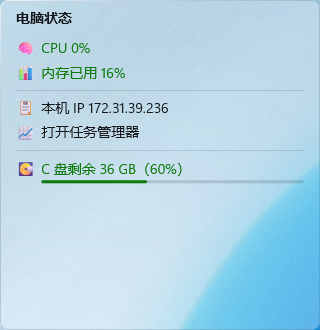 电脑状态
CPU 0%
内存已用 16%
本机 IP 172.31.39.236
打开任务管理器
C 盘剩余 36 GB（60%）